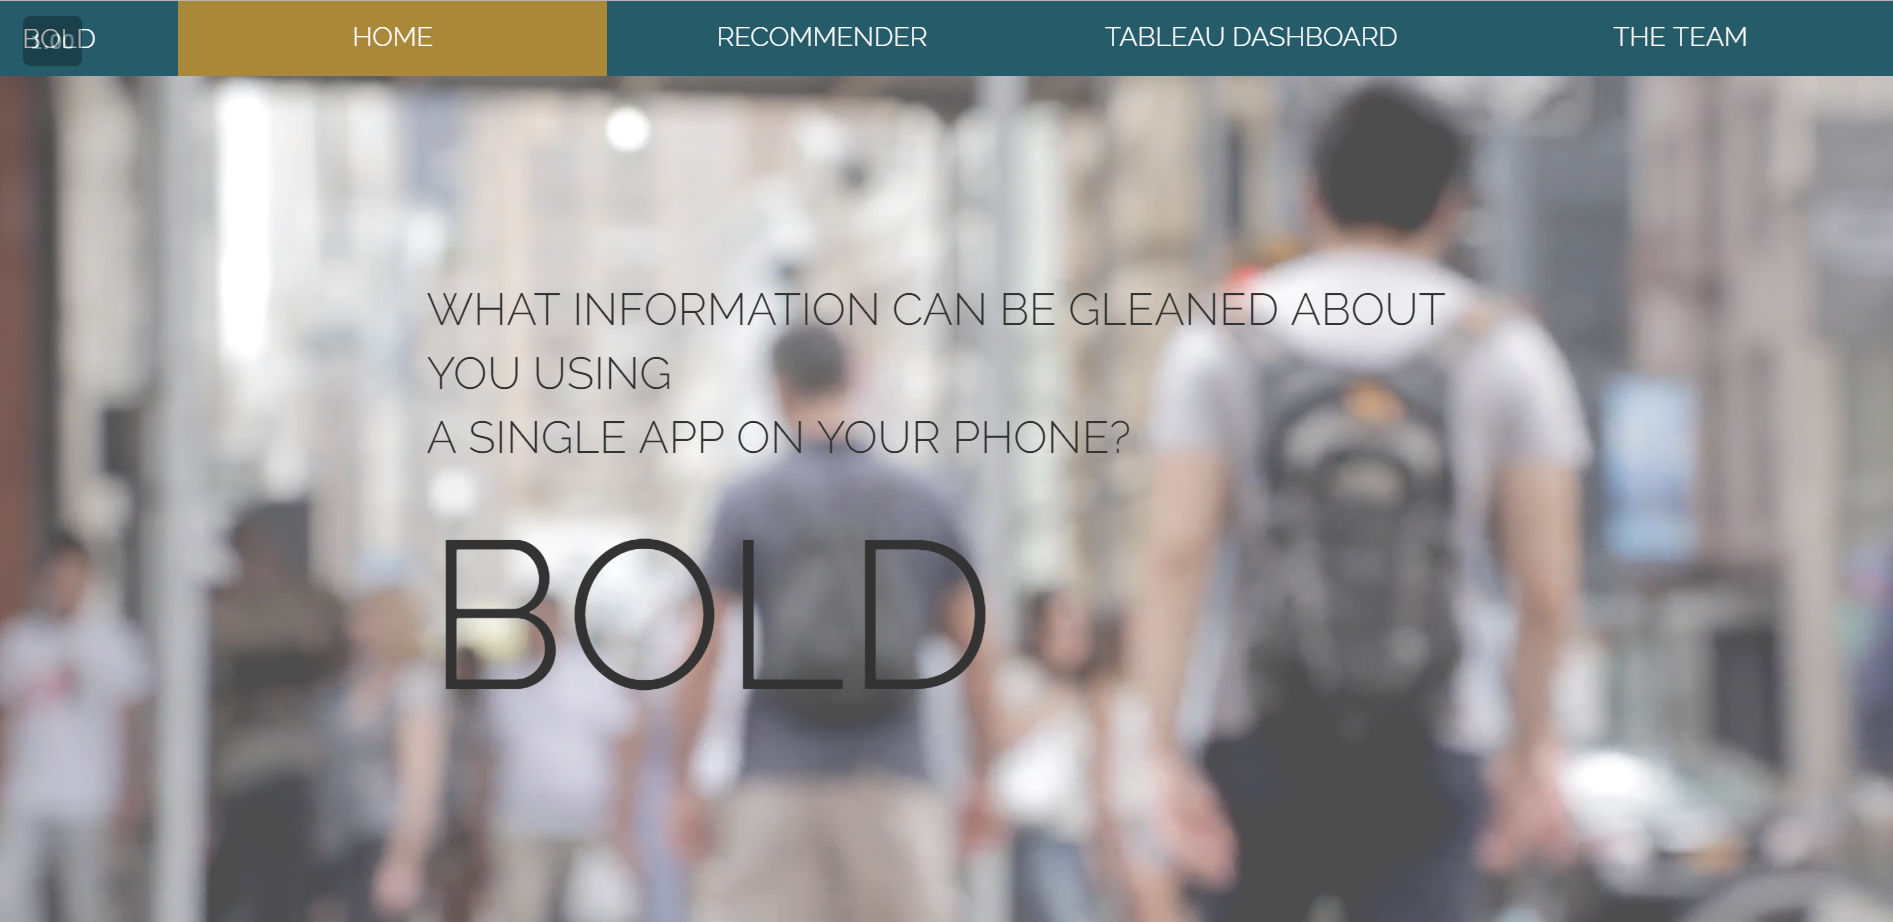 BOLD
HOME
RECOMMENDER
TABLEAU DASHBOARD
THE TEAM
WHAT INFORMATION CAN BE GLEANED ABOUT
YOU USING
A SINGLE APP ON YOUR PHONE?
BOLD